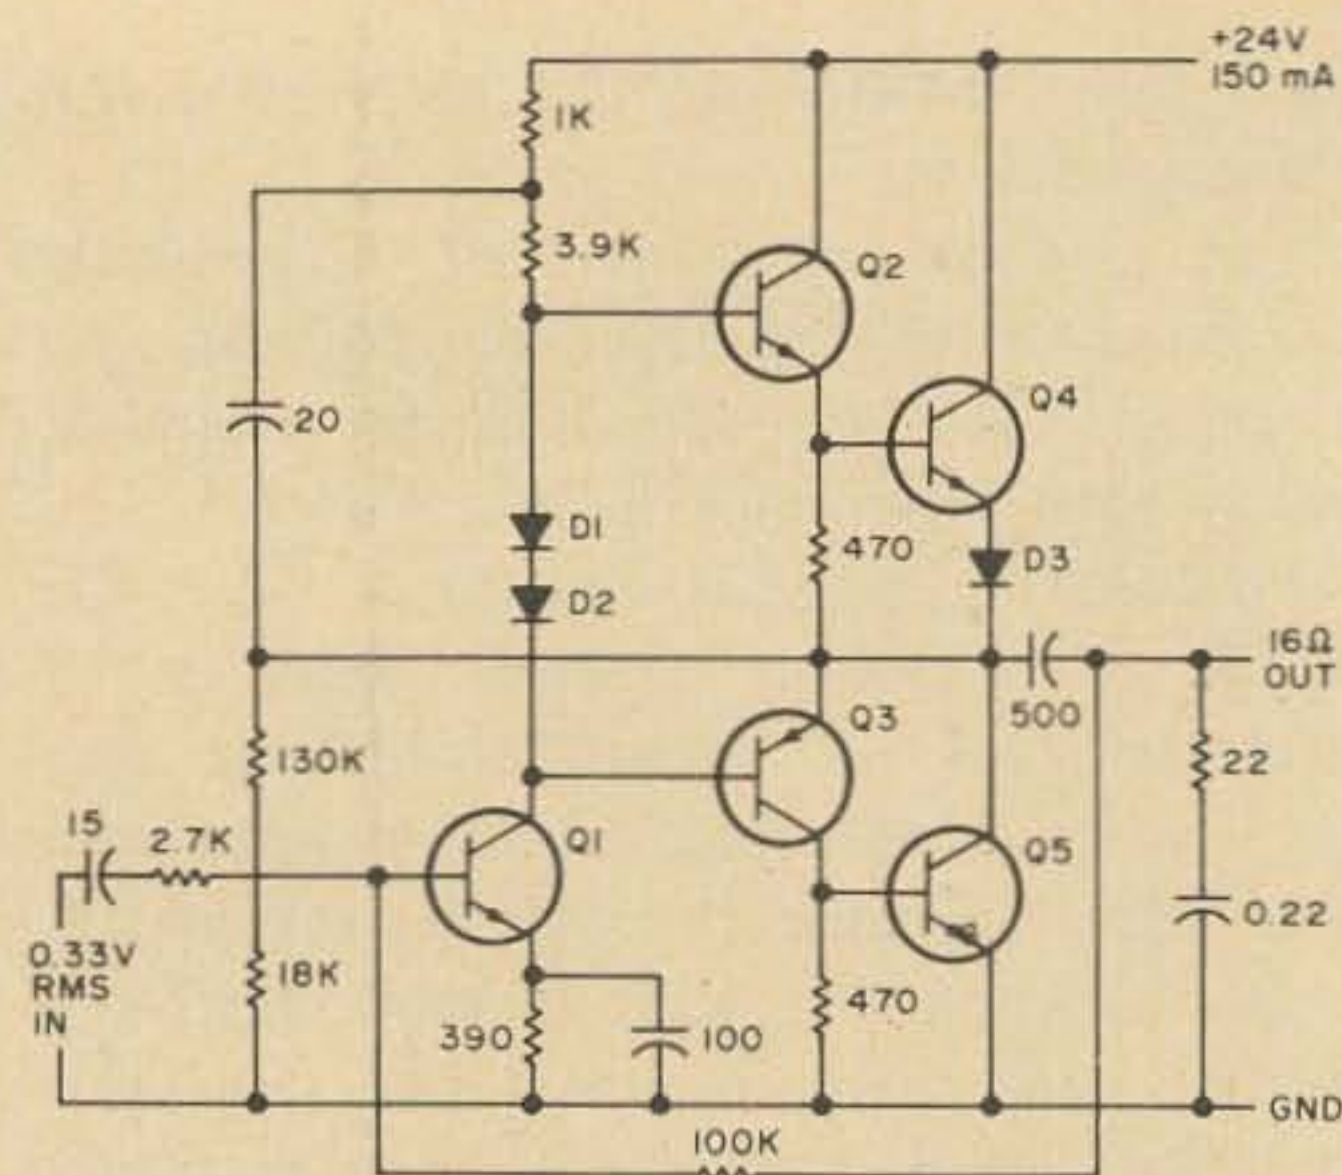 +24V
150 mA
1K
3.9K
Q2
Q4
20
D1
470
D3
D2
16Ω
OUT
500
Q3
130K
22
15
2.7K
Q1
Q5
0.22
0.33V
RMS
IN
18K
390
100
470
GND
100K